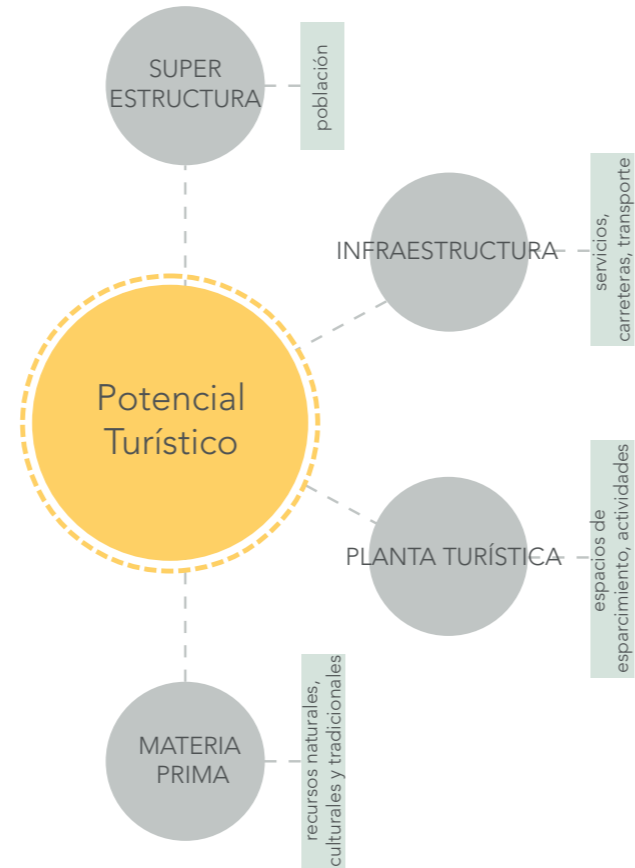 SUPER
ESTRUCTURA
población
INFRAESTRUCTURA
servicios,
carreteras, transporte
Potencial
Turístico
PLANTA TURÍSTICA
espacios de
esparcimiento, actividades
MATERIA
PRIMA
recursos naturales,
culturales y tradicionales